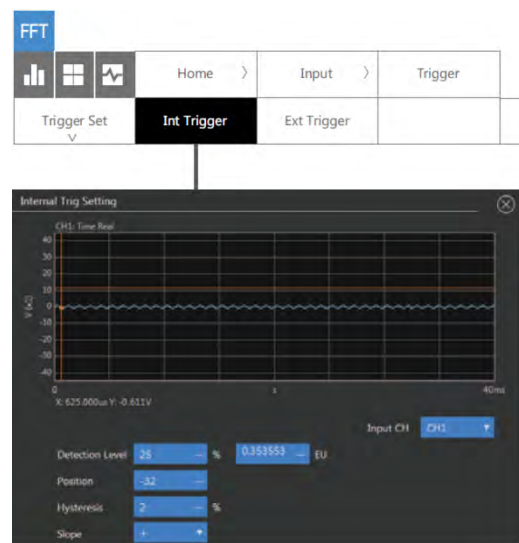 FFT
Home 〉 Input 〉 Trigger
Trigger Set Int Trigger Ext Trigger
Internal Trig Setting
CH1: Time Real
40
30
20
10
0
-10
-20
-30
-40
V (x2)
0 s 40ms
X: 625.000us Y: -0.611V
Input CH CH1
Detection Level 25 % 0.353553 EU
Position -32
Hysteresis 2 %
Slope +